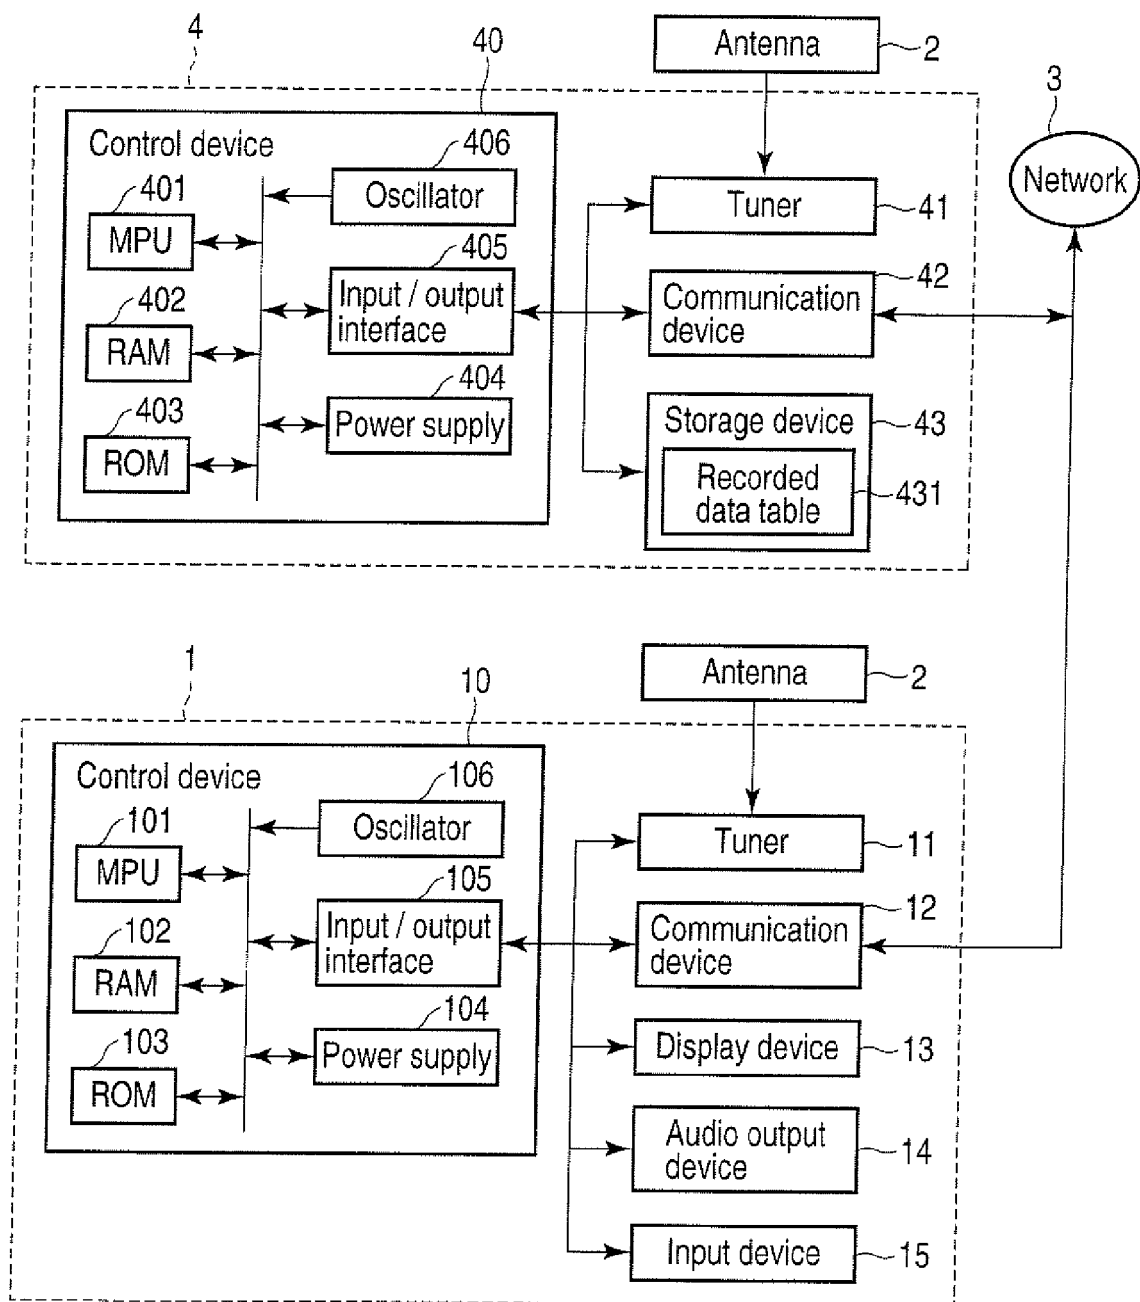 4
40
Antenna
2
3
Network
Control device
406
Oscillator
401
MPU
405
Input / output
interface
402
RAM
404
Power supply
403
ROM
Tuner
41
42
Communication
device
Storage device
43
Recorded
data table
431
1
10
Antenna
2
Control device
106
Oscillator
101
MPU
105
Input / output
interface
102
RAM
104
Power supply
103
ROM
Tuner
11
12
Communication
device
Display device
13
Audio output
device
14
Input device
15